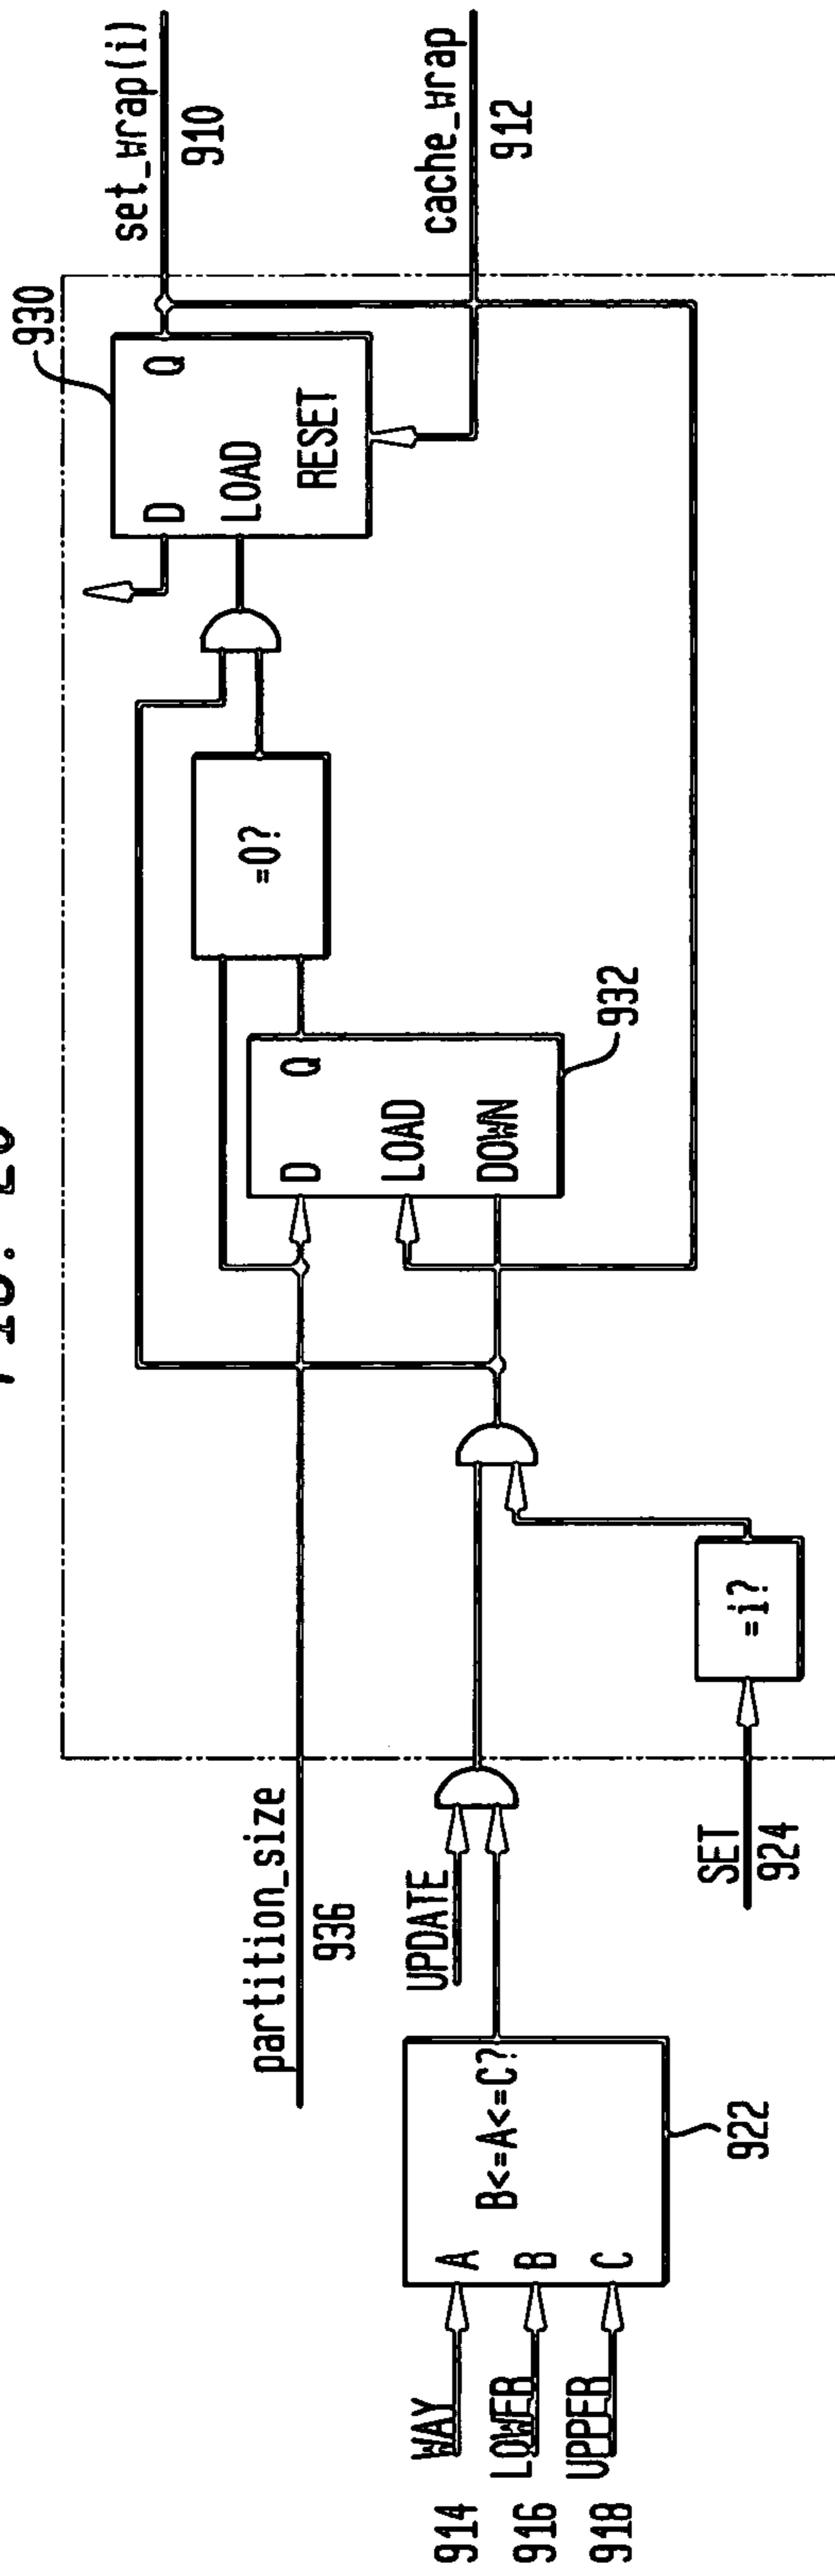 930
set_wrap(i)
910
D
Q
LOAD
RESET
cache_wrap
912
=0?
D
Q
LOAD
DOWN
932
partition_size
936
UPDATE
=i?
SET
924
WAY
914
LOWER
916
UPPER
918
A
B
C
B<=A<=C?
922